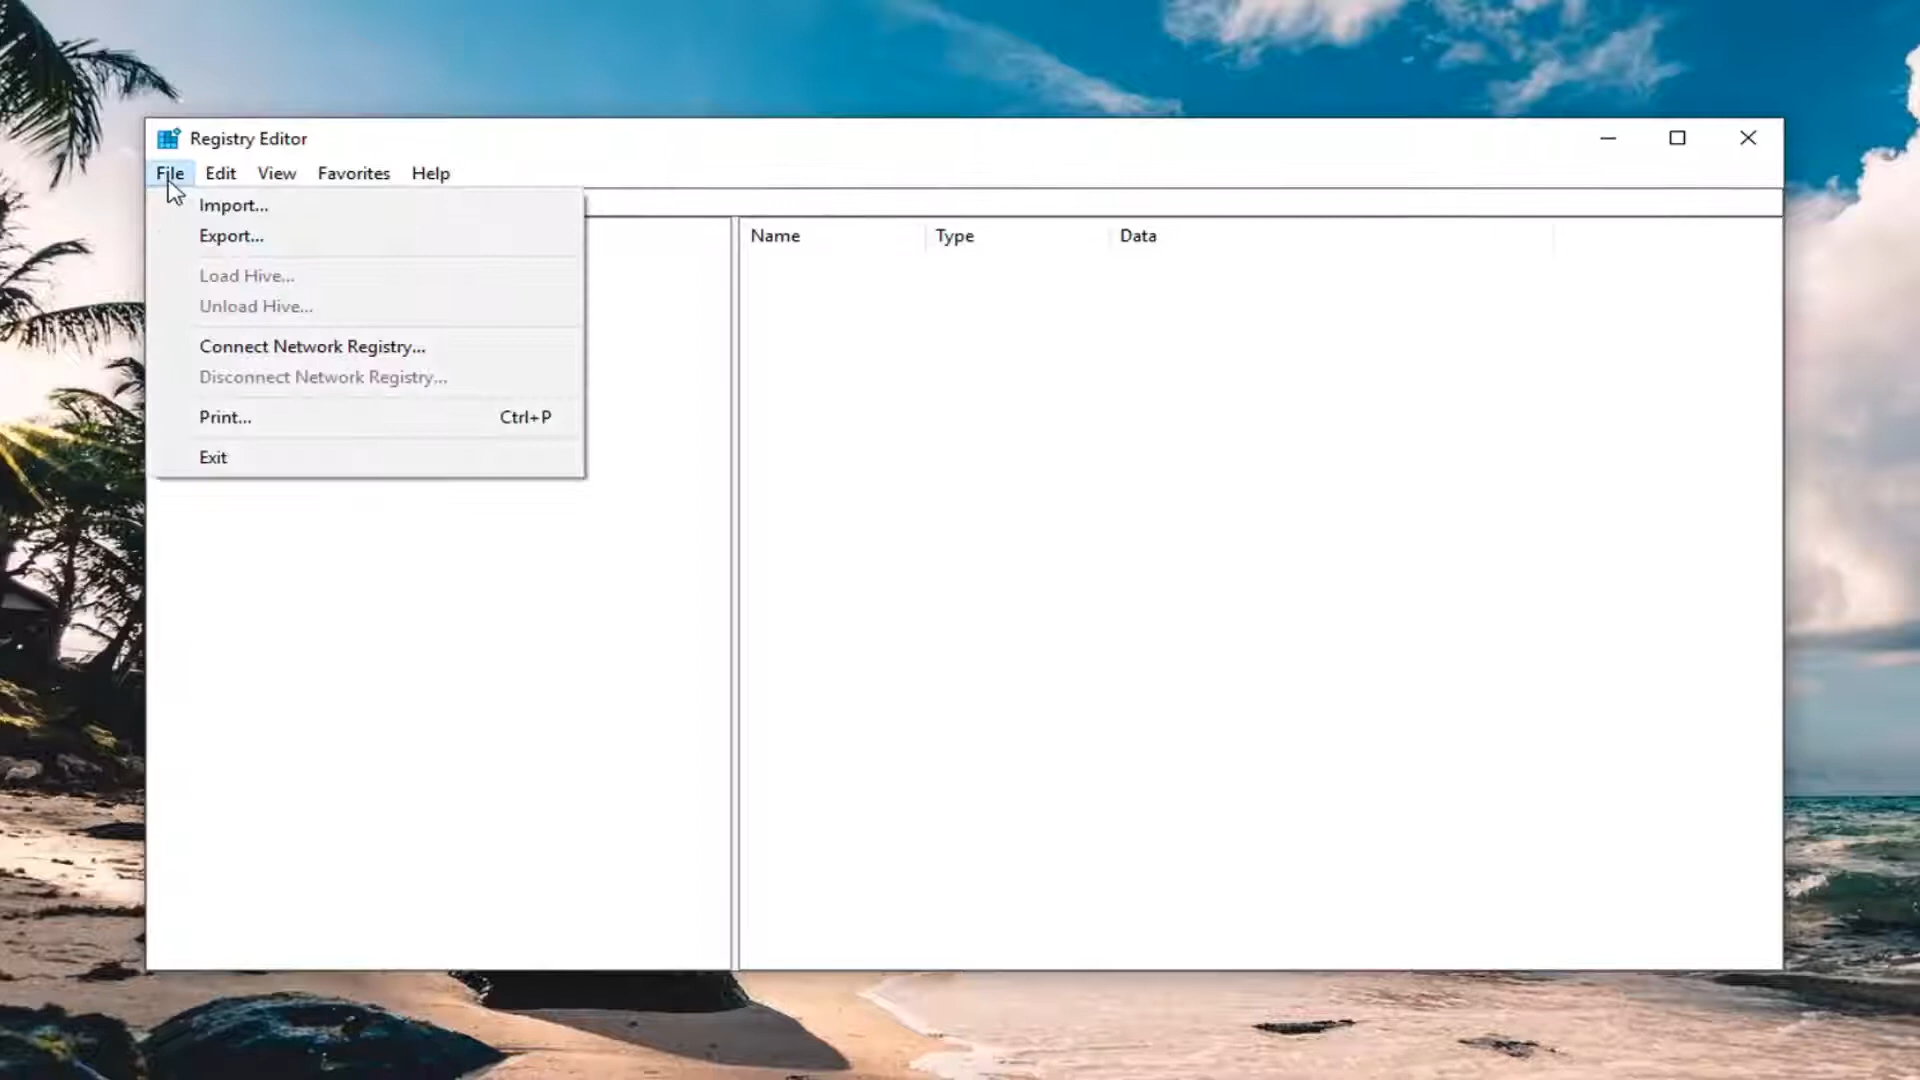 Registry Editor
File Edit View Favorites Help
Import...
Export...
Name Type Data
Load Hive...
Unload Hive...
Connect Network Registry...
Disconnect Network Registry...
Print... Ctrl+P
Exit